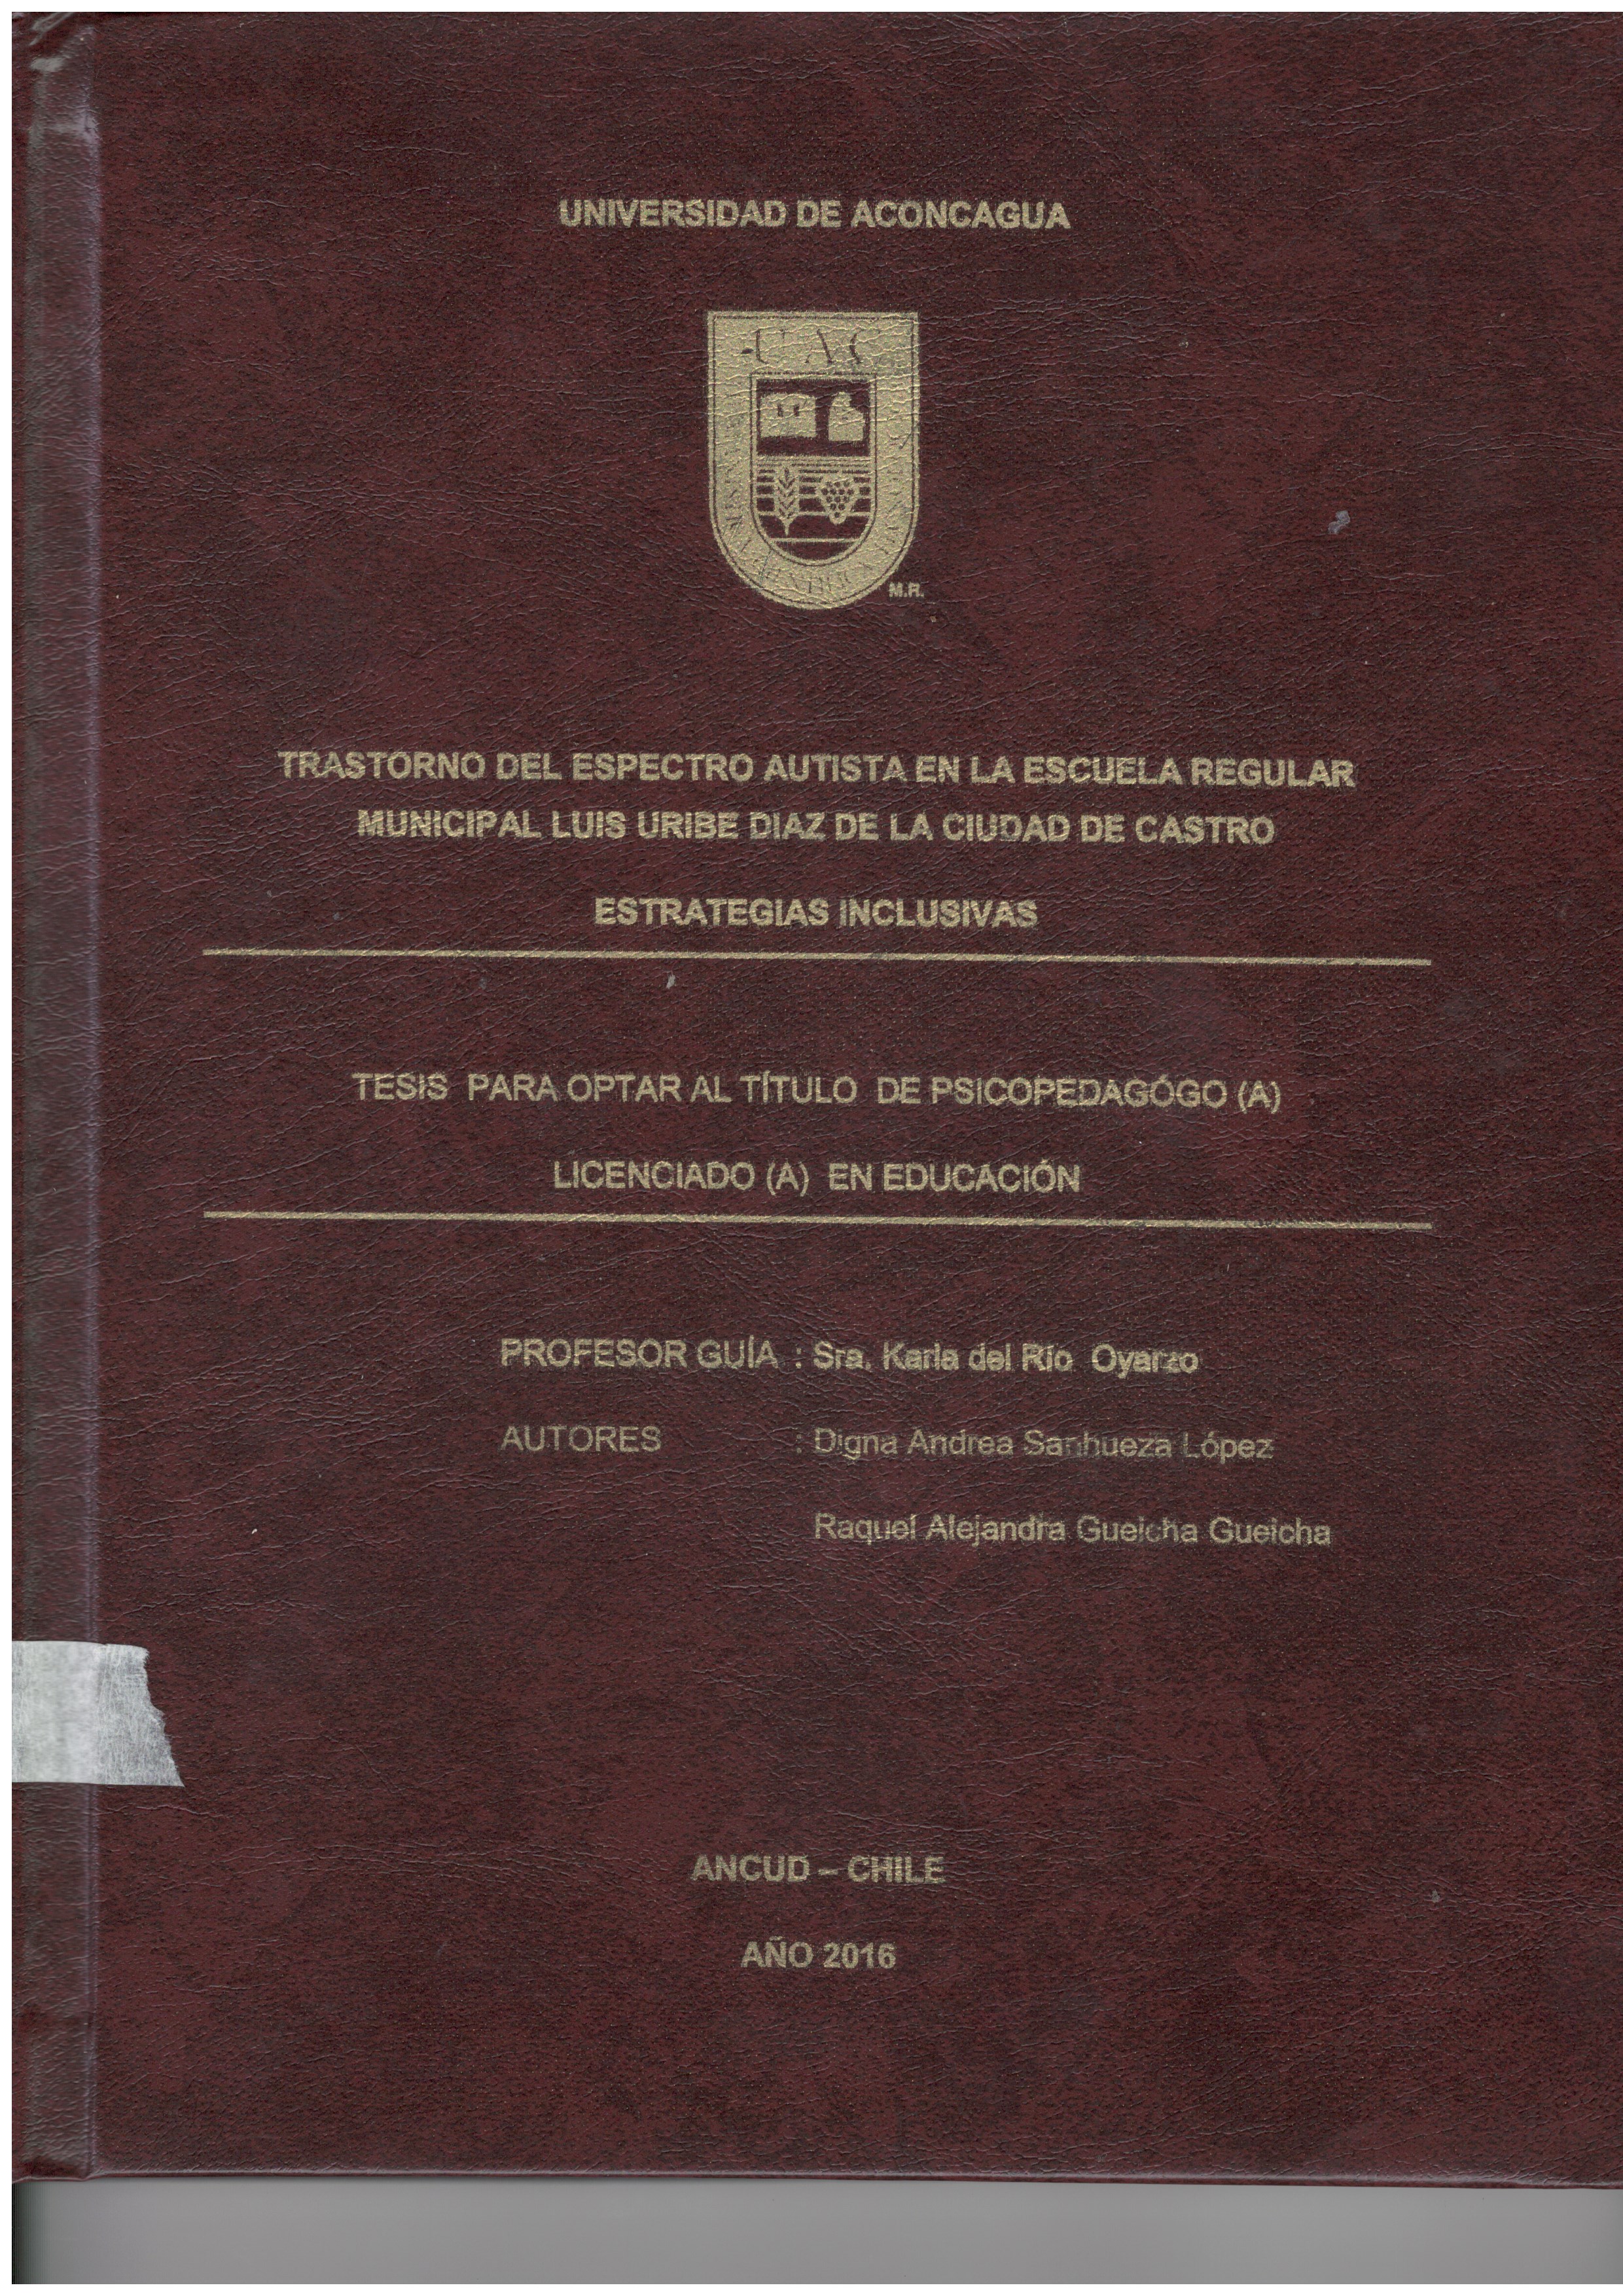 UNIVERSIDAD DE ACONCAGUA
UAC
M.R.
TRASTORNO DEL ESPECTRO AUTISTA EN LA ESCUELA REGULAR
MUNICIPAL LUIS URIBE DIAZ DE LA CIUDAD DE CASTRO
ESTRATEGIAS INCLUSIVAS
TESIS PARA OPTAR AL TÍTULO DE PSICOPEDAGÓGO (A)
LICENCIADO (A) EN EDUCACIÓN
PROFESOR GUÍA : Sra. Karla del Río Oyarzo
AUTORES : Digna Andrea Sanhueza López
Raquel Alejandra Gueicha Gueicha
ANCUD – CHILE
AÑO 2016